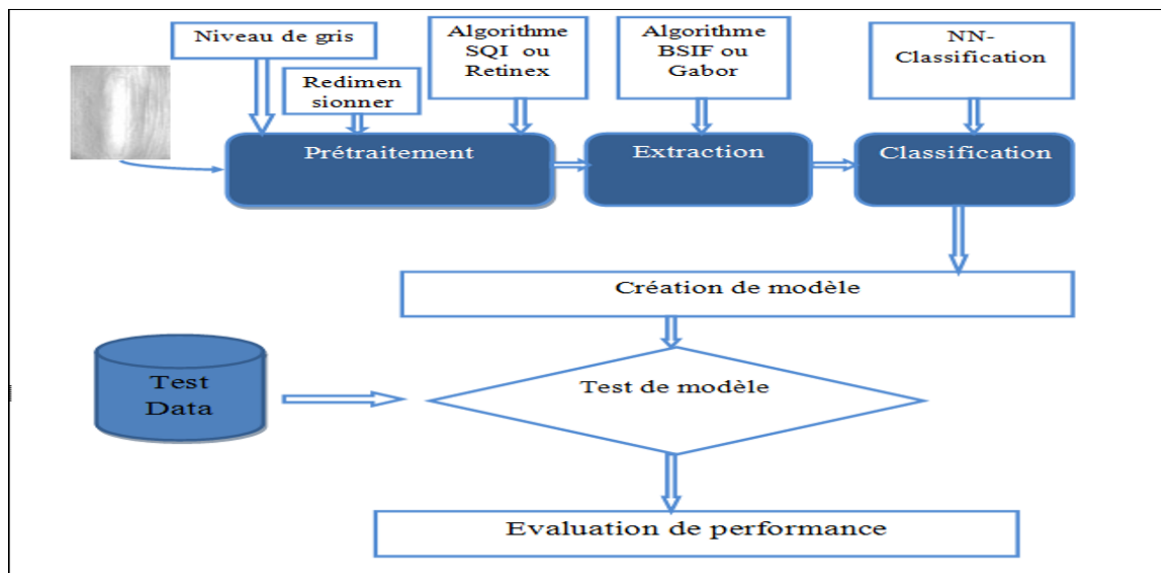 Niveau de gris
Redimen
sionner
Algorithme
SQI ou
Retinex
Algorithme
BSIF ou
Gabor
NN-
Classification
Prétraitement
Extraction
Classification
Création de modèle
Test
Data
Test de modèle
Evaluation de performance